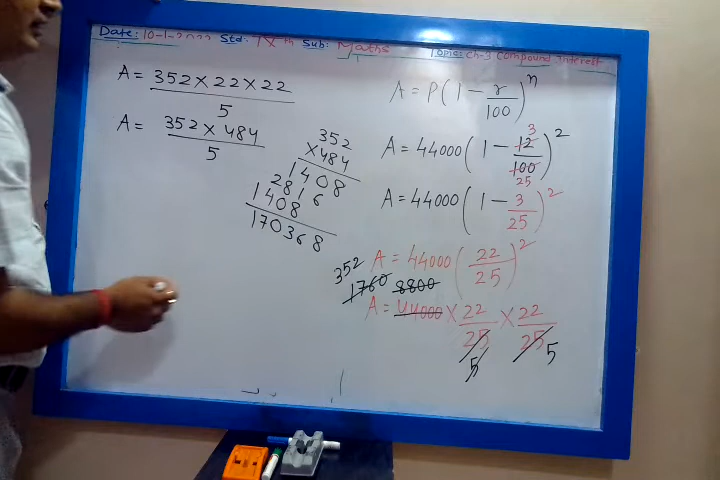 Date: 10-1-2022 Std: IXth Sub: Maths Topic: Ch-3 Compound Interest
A = 352×22×22 / 5
A = 352 × 484 / 5
352
×484
1408
2816
1408
170368
A = P(1 - r/100)^n
A = 44000(1 - 12/100)^2
3
25
A = 44000(1 - 3/25)^2
A = 44000(22/25)^2
352
1760 8800
A = 44000 × 22/25 × 22/25
5 5